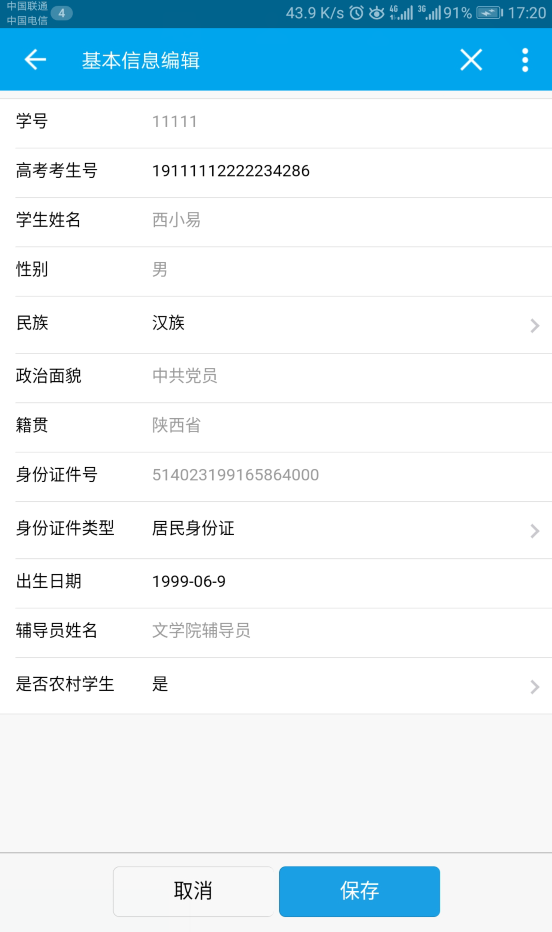 中国联通
中国电信
4
43.9 K/s 4G 3G 91% 17:20
基本信息编辑
学号 11111
高考考生号 19111112222234286
学生姓名 西小易
性别 男
民族 汉族
政治面貌 中共党员
籍贯 陕西省
身份证件号 514023199165864000
身份证件类型 居民身份证
出生日期 1999-06-9
辅导员姓名 文学院辅导员
是否农村学生 是
取消 保存